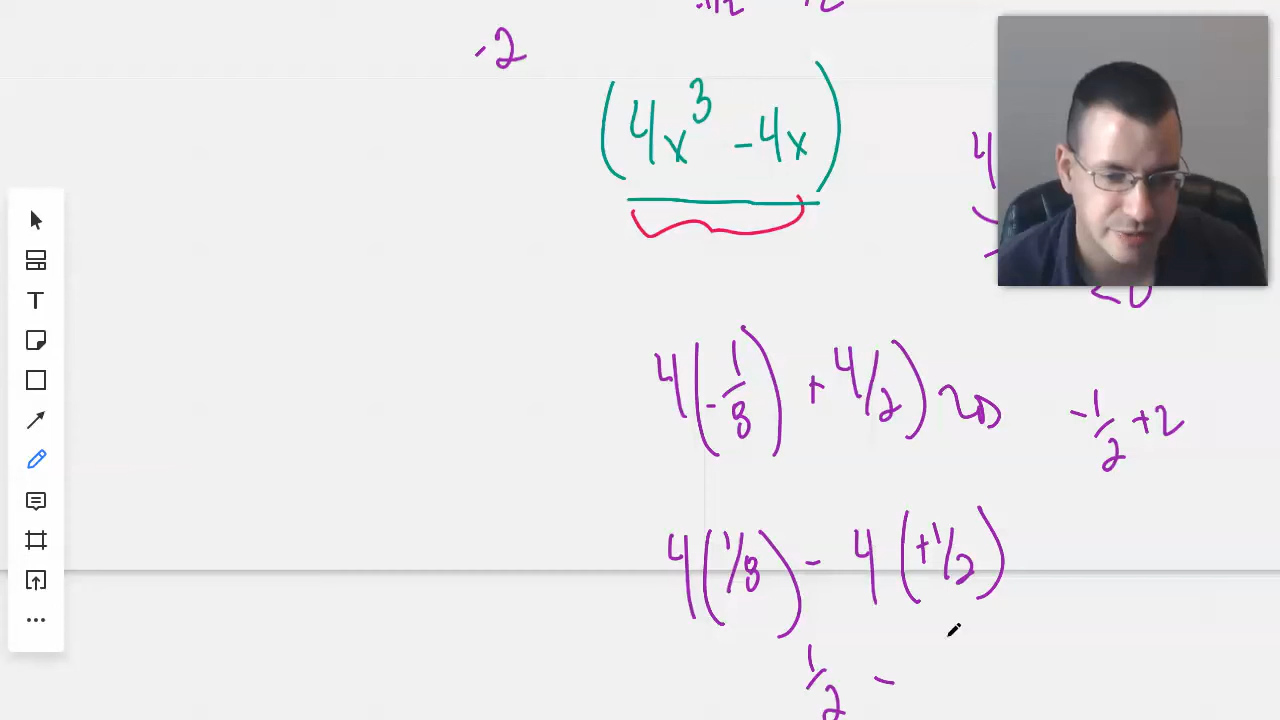 -2
(4x³ - 4x)
4
<0
4(-1/8) + 4/2)
-1/2 + 2
4(1/8) - 4(+1/2)
1/2 -
T